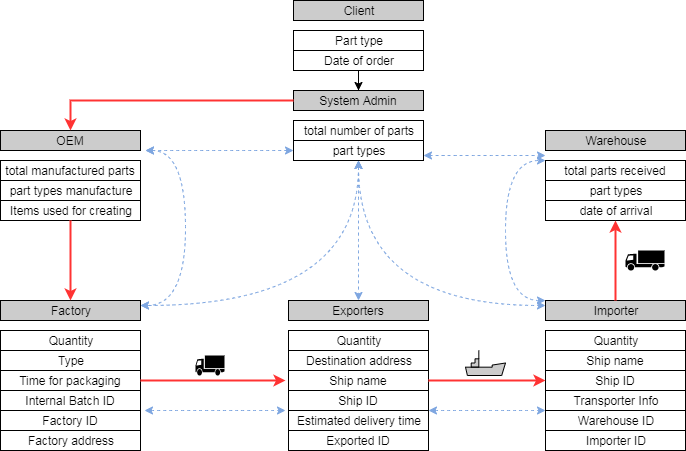 Client
Part type
Date of order
System Admin
total number of parts
part types
OEM
total manufactured parts
part types manufacture
Items used for creating
Warehouse
total parts received
part types
date of arrival
Factory
Quantity
Type
Time for packaging
Internal Batch ID
Factory ID
Factory address
Exporters
Quantity
Destination address
Ship name
Ship ID
Estimated delivery time
Exported ID
Importer
Quantity
Ship name
Ship ID
Transporter Info
Warehouse ID
Importer ID